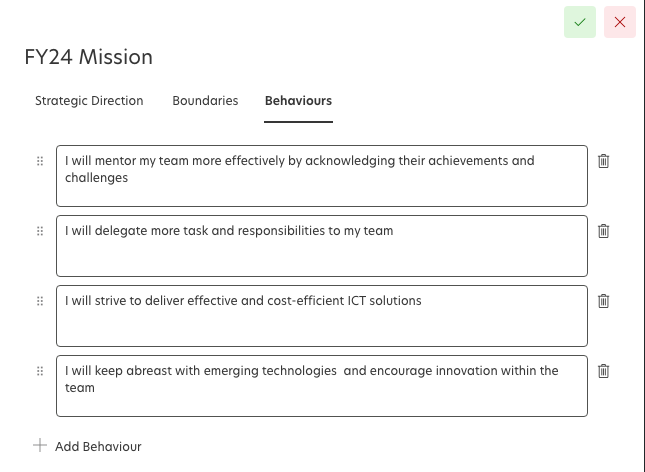 FY24 Mission
Strategic Direction Boundaries Behaviours
I will mentor my team more effectively by acknowledging their achievements and
challenges
I will delegate more task and responsibilities to my team
I will strive to deliver effective and cost-efficient ICT solutions
I will keep abreast with emerging technologies  and encourage innovation within the
team
Add Behaviour